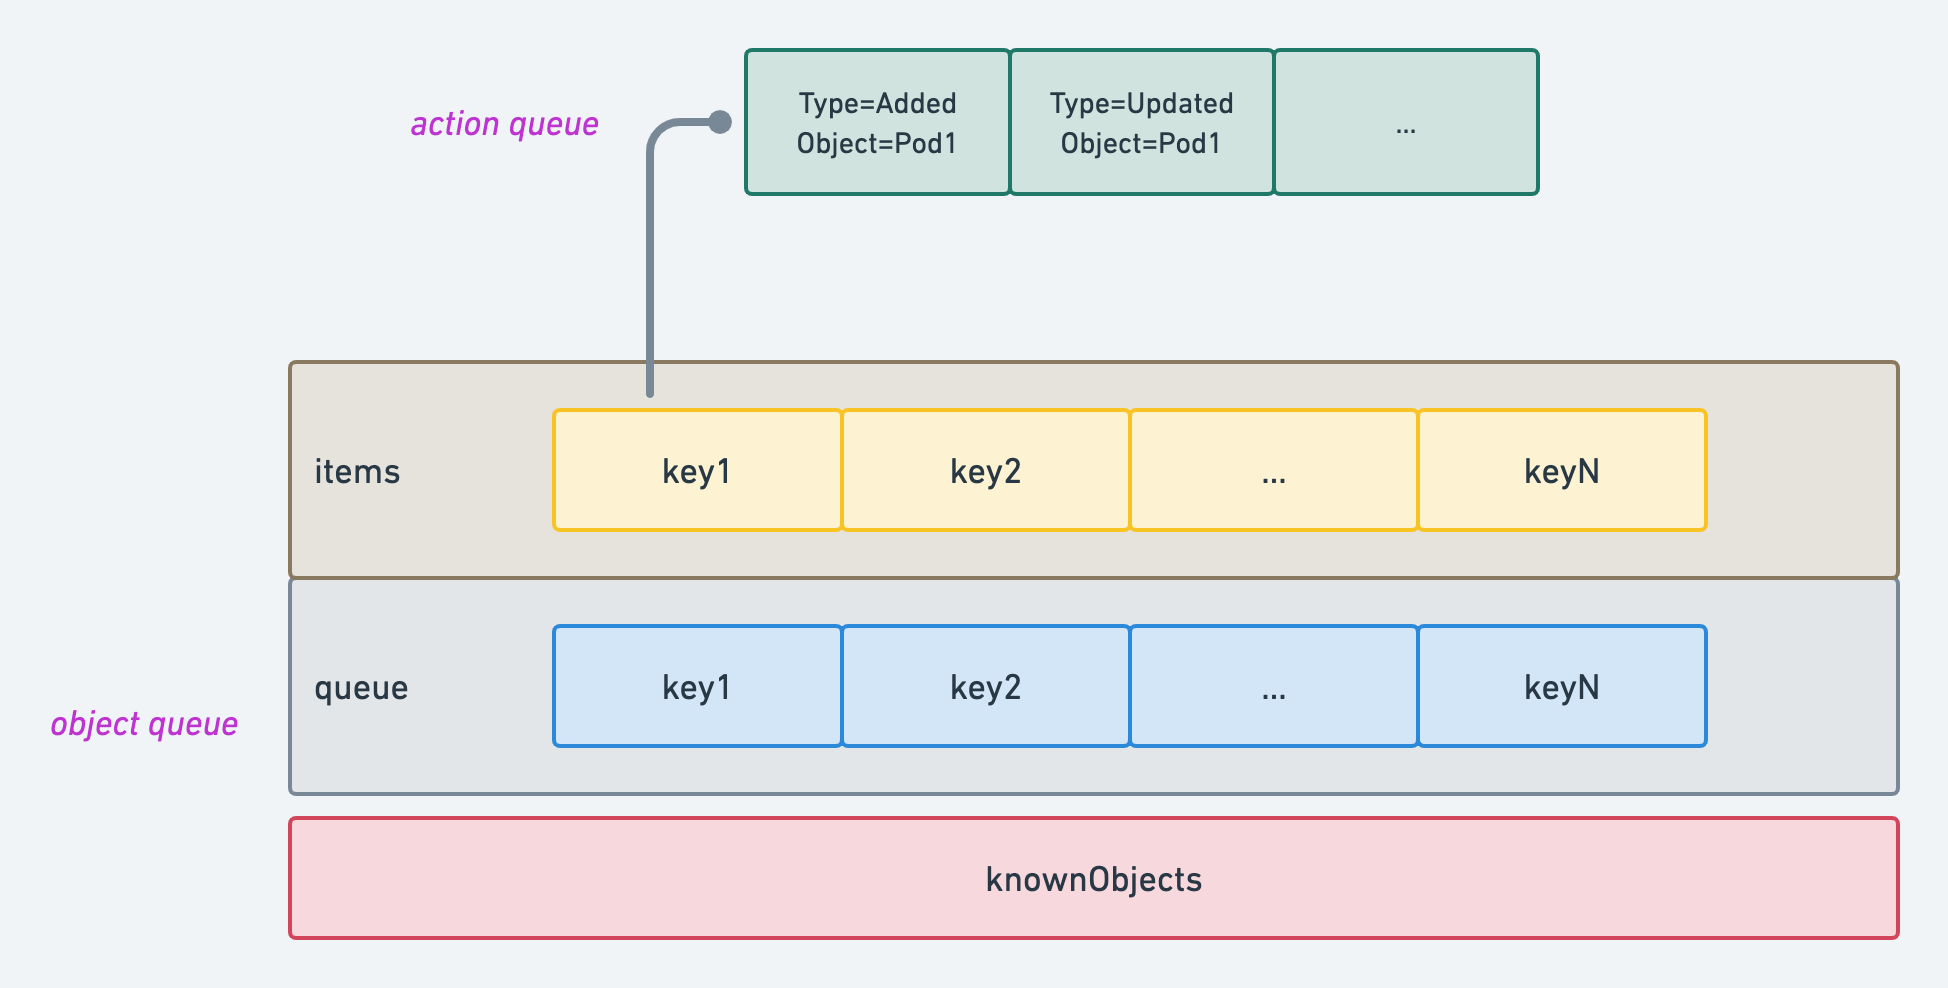 action queue
Type=Added
Object=Pod1
Type=Updated
Object=Pod1
...
items
key1
key2
...
keyN
queue
key1
key2
...
keyN
object queue
knownObjects